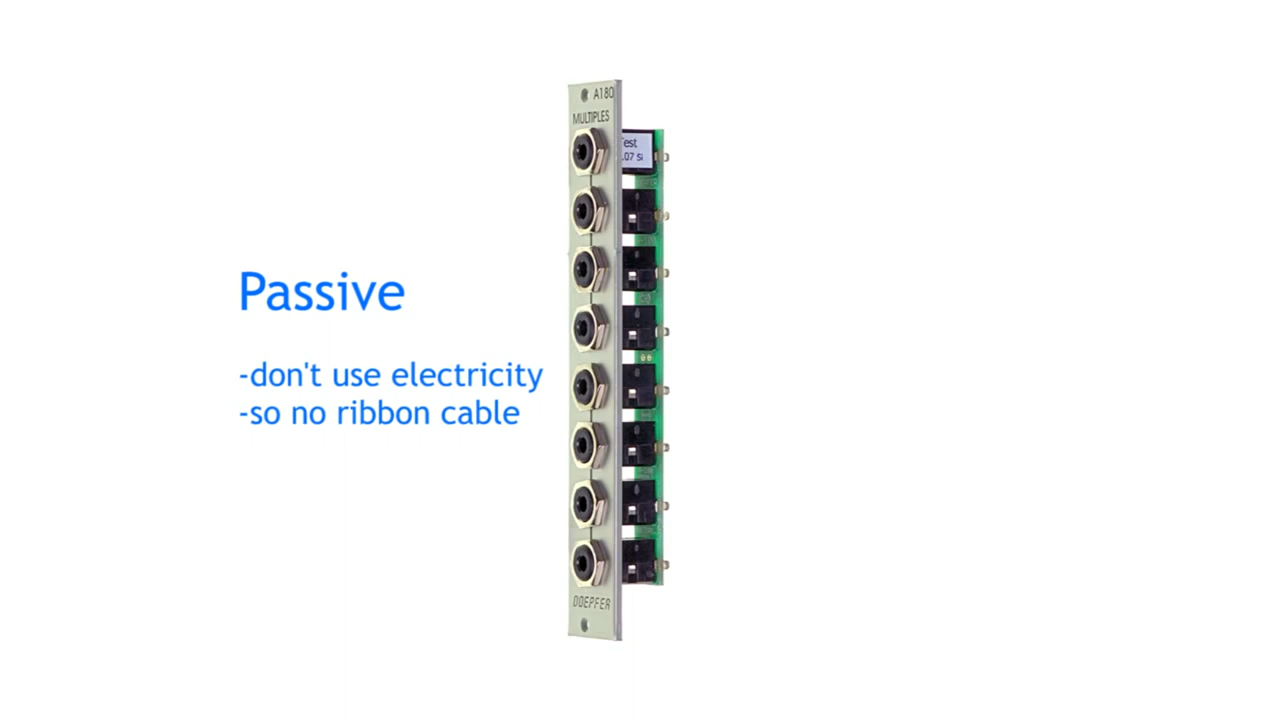 A180
MULTIPLES
Passive
-don't use electricity
-so no ribbon cable
DOEPFER